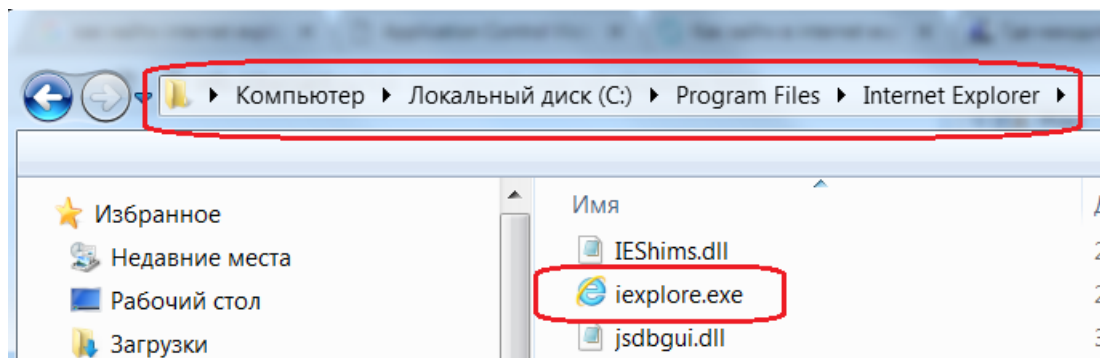 Компьютер Локальный диск (C:) Program Files Internet Explorer
Избранное
Недавние места
Рабочий стол
Загрузки
Имя
IEShims.dll
iexplore.exe
jsdbgui.dll